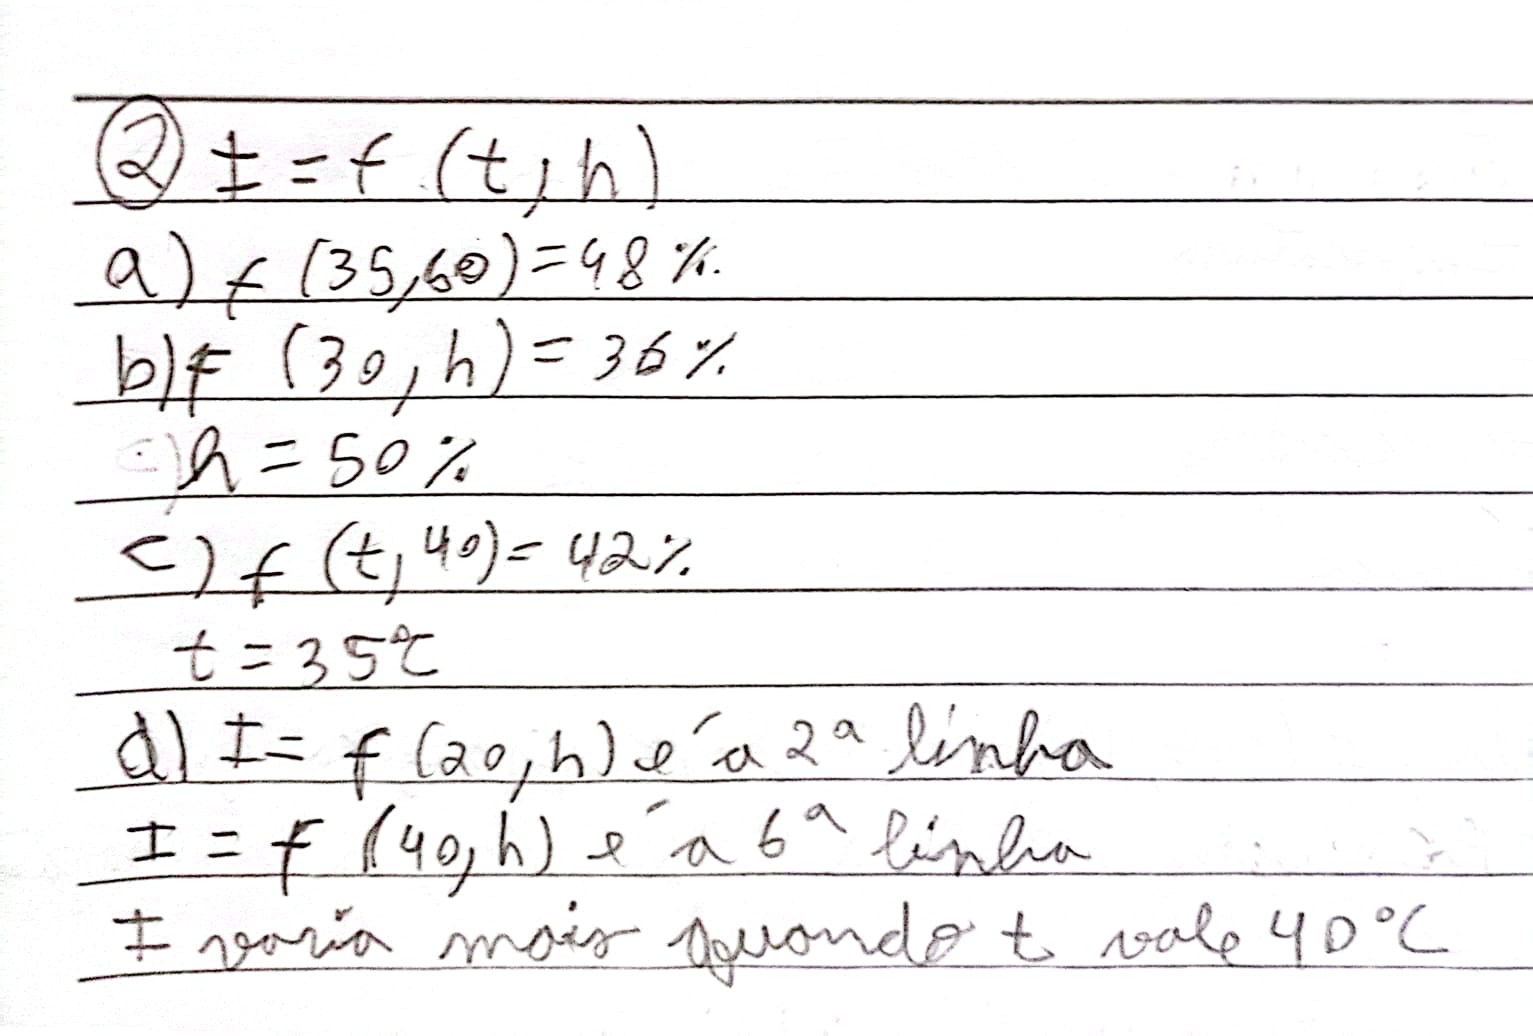 ② I = f (t, h)
a) f (35,60) = 48 %.
b) f (30, h) = 36 %.
h = 50 %
c) f (t, 40) = 42 %.
t = 35 °C
d) I = f (20, h) é a 2ª linha
I = f (40, h) é a 6ª linha
I varia mais quando t vale 40 °C